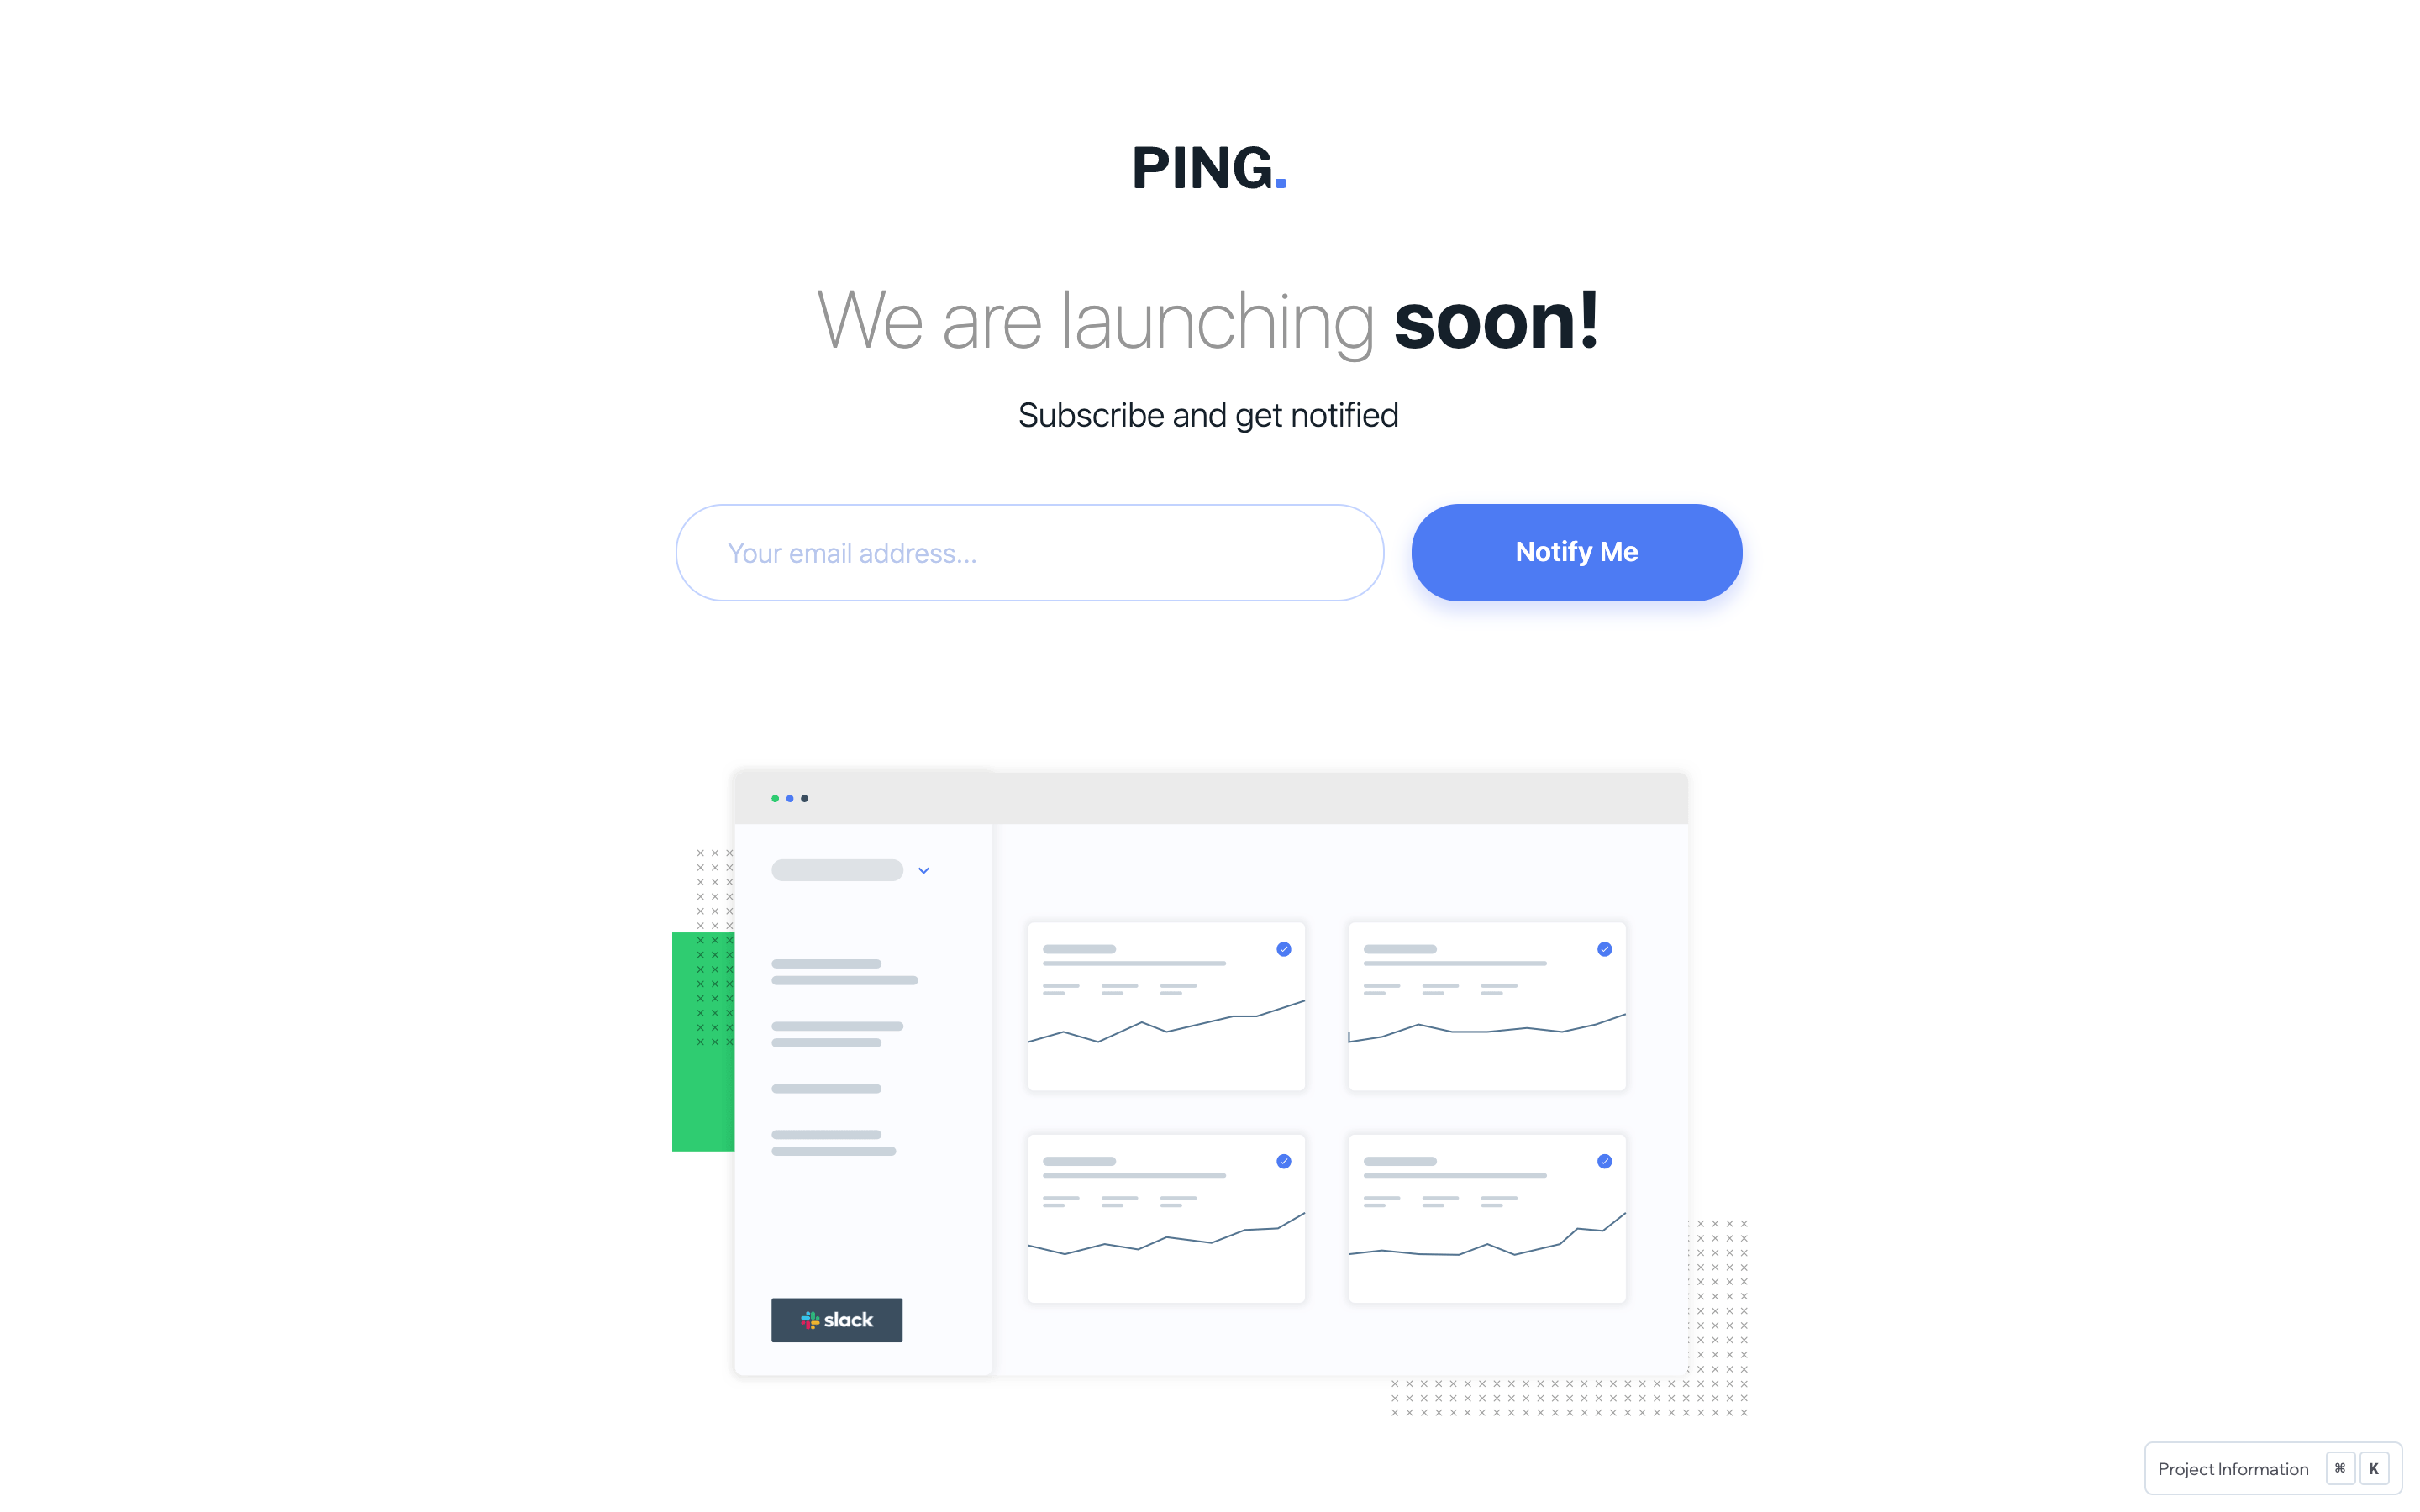 PING.
We are launching soon!
Subscribe and get notified
Your email address...
Notify Me
slack
Project Information ⌘ K